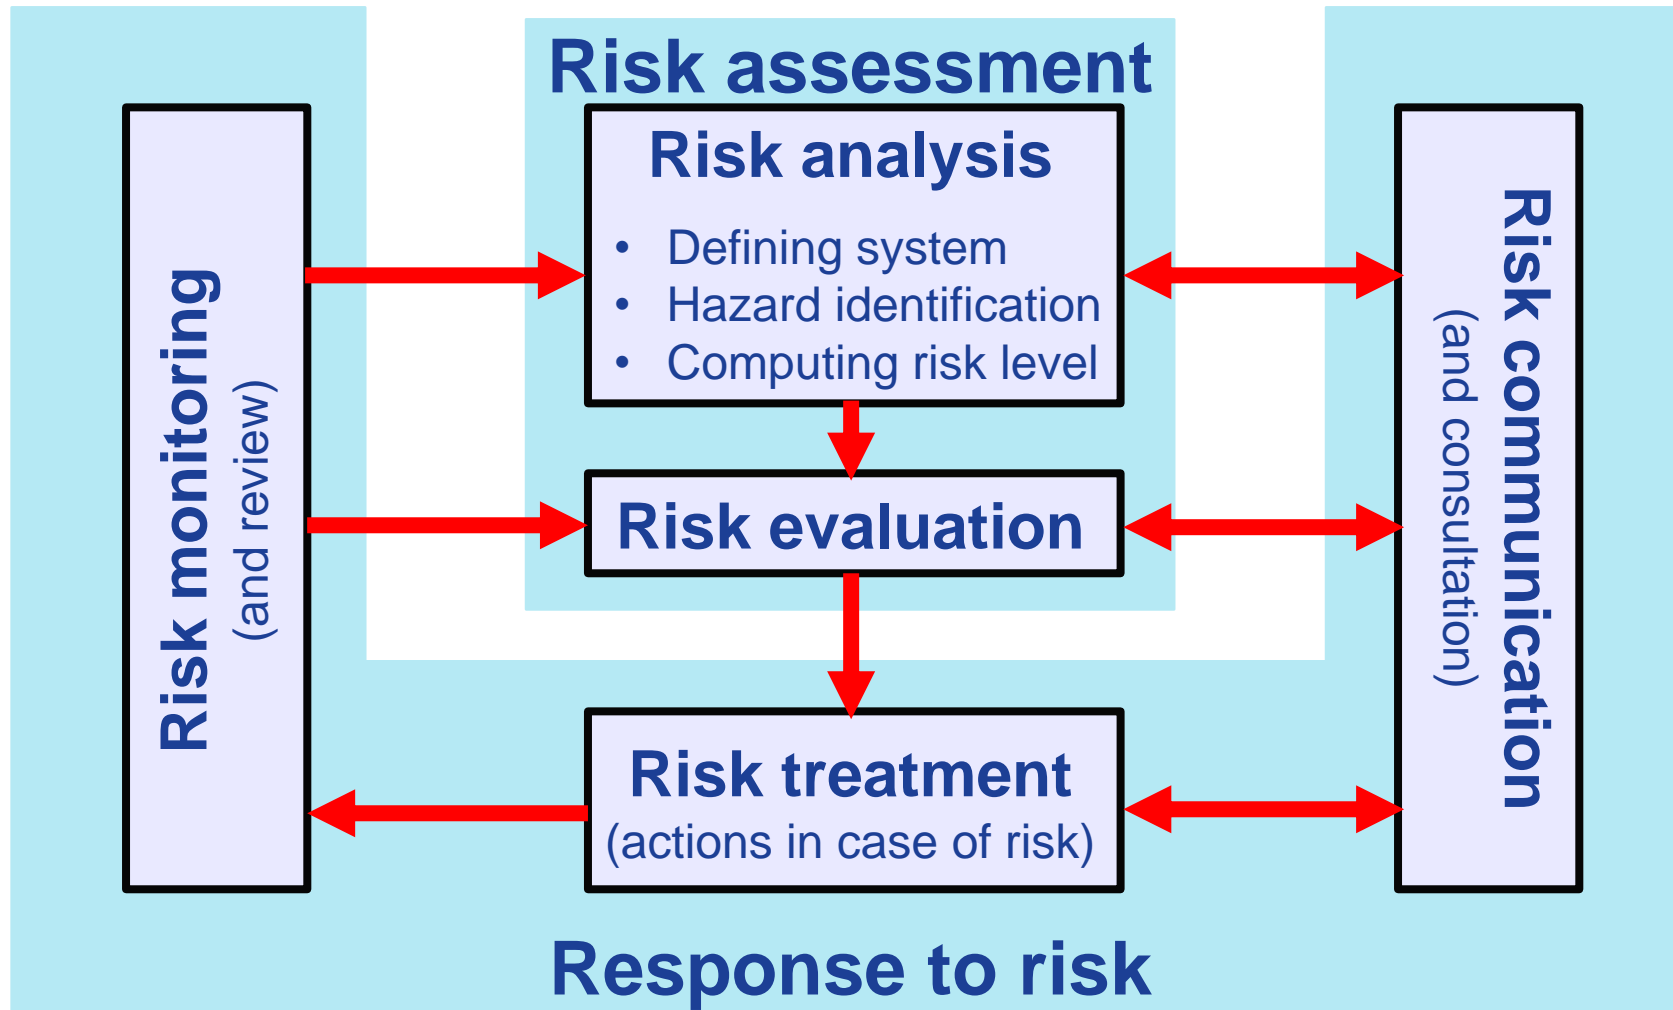 Risk assessment
Risk analysis
• Defining system
• Hazard identification
• Computing risk level
Risk evaluation
Risk treatment
(actions in case of risk)
Risk monitoring
(and review)
Risk communication
(and consultation)
Response to risk